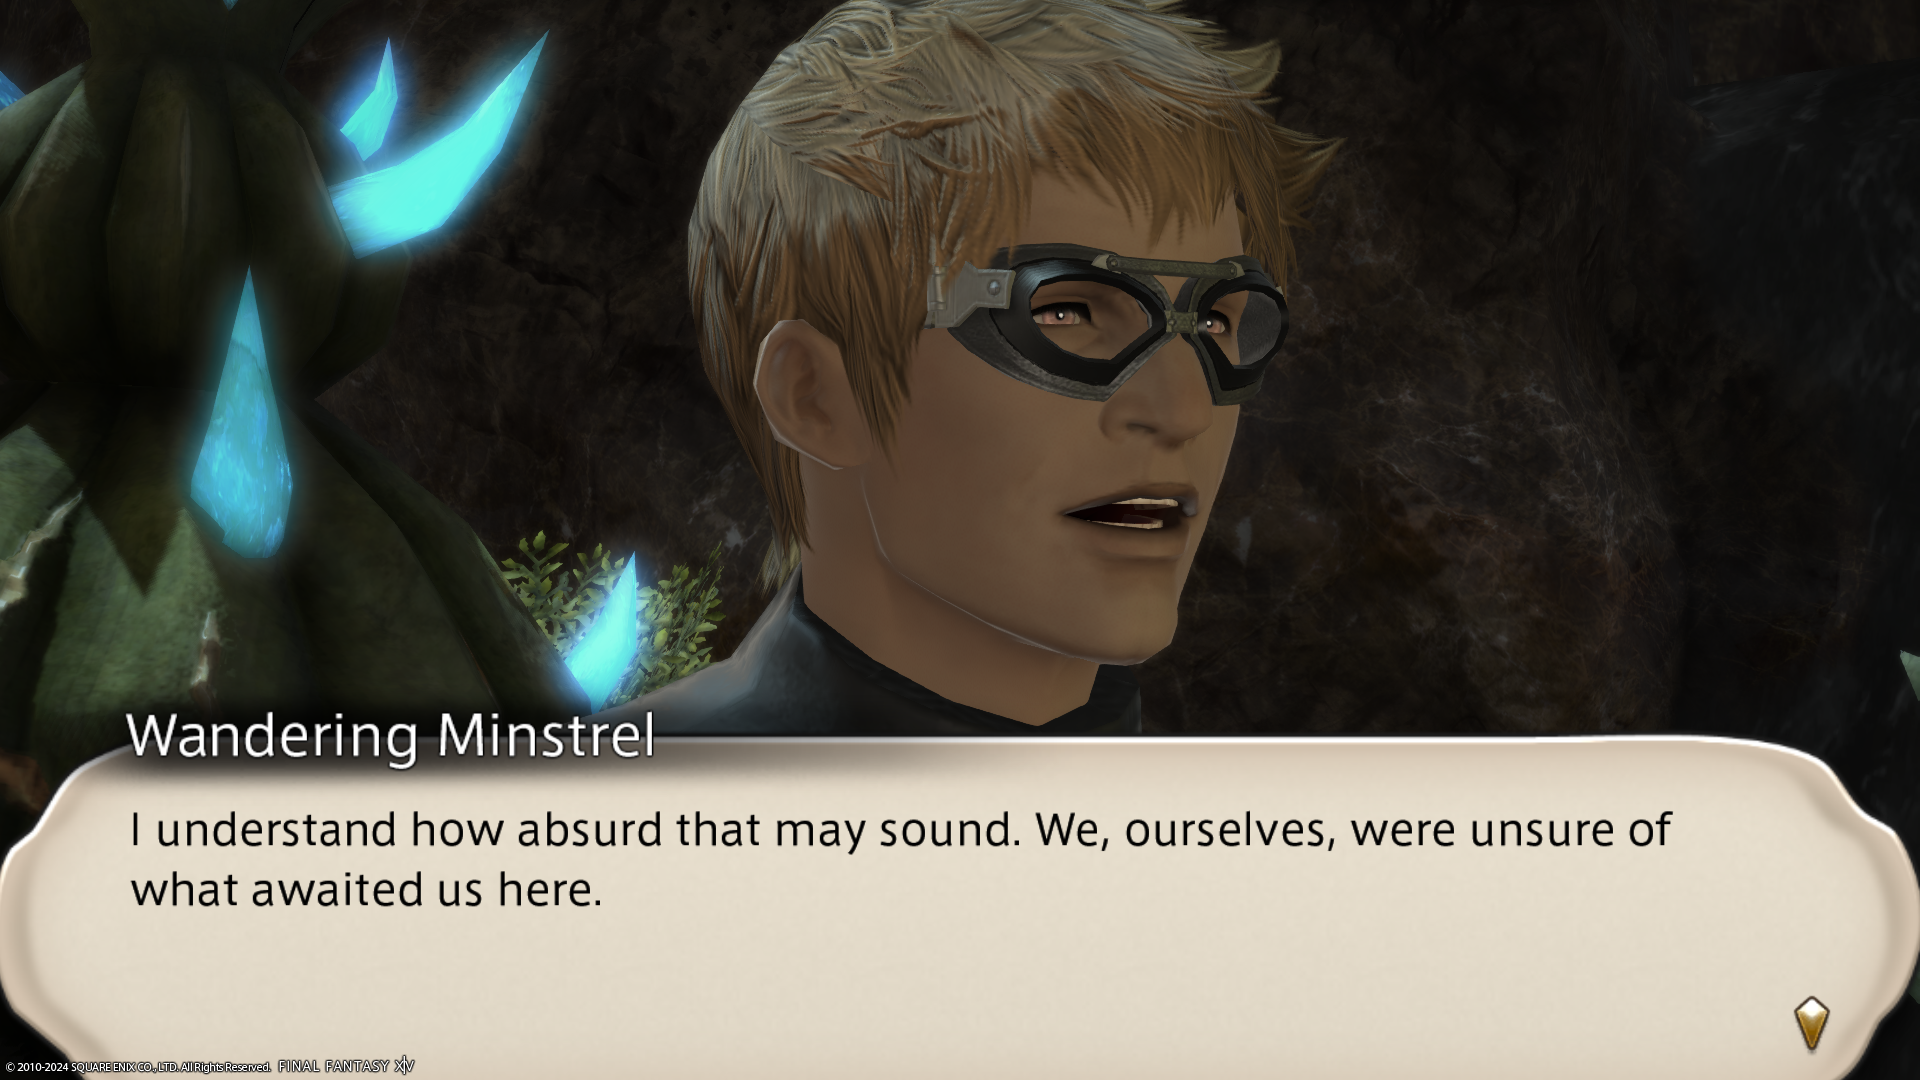 Wandering Minstrel
I understand how absurd that may sound. We, ourselves, were unsure of
what awaited us here.
© 2010-2024 SQUARE ENIX CO., LTD. All Rights Reserved. FINAL FANTASY XIV